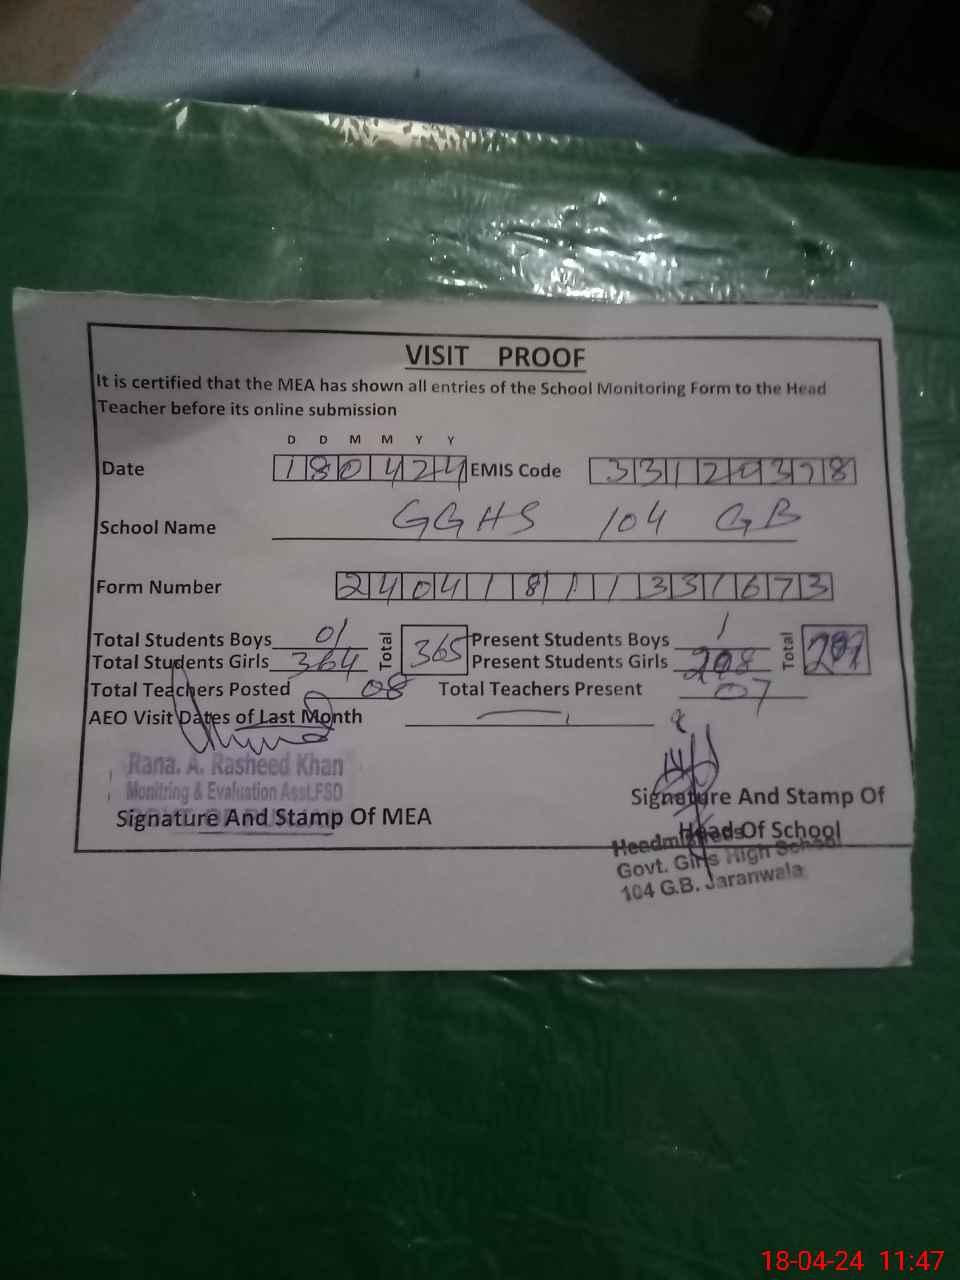 VISIT PROOF
It is certified that the MEA has shown all entries of the School Monitoring Form to the Head
Teacher before its online submission
D D M M Y Y
Date 180424 EMIS Code 33129378
School Name GGHS 104 GB
Form Number 240418111331673
Total Students Boys 01 Total 365 Present Students Boys 1 Total
Total Students Girls 364 Present Students Girls
Total Teachers Posted 08 Total Teachers Present 07
AEO Visit Dates of Last Month —
Rana. A. Rasheed Khan
Monitring & Evaluation Asst.FSD
Signature And Stamp Of MEA
Signature And Stamp Of
Head Of School
Headmistress
Govt. Girls High School
104 G.B. Jaranwala
18-04-24 11:47